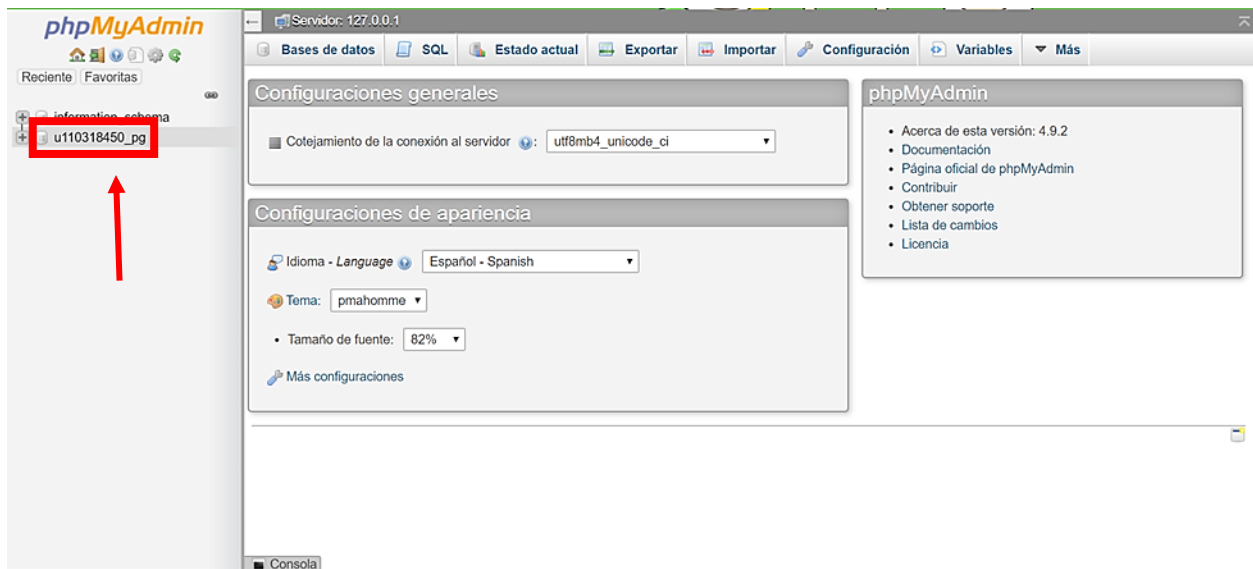 phpMyAdmin
Reciente Favoritas
information_schema
u110318450_pg
Servidor: 127.0.0.1
Bases de datos SQL Estado actual Exportar Importar Configuración Variables Más
Configuraciones generales
Cotejamiento de la conexión al servidor : utf8mb4_unicode_ci
Configuraciones de apariencia
Idioma - Language Español - Spanish
Tema: pmahomme
• Tamaño de fuente: 82%
Más configuraciones
phpMyAdmin
• Acerca de esta versión: 4.9.2
• Documentación
• Página oficial de phpMyAdmin
• Contribuir
• Obtener soporte
• Lista de cambios
• Licencia
Consola